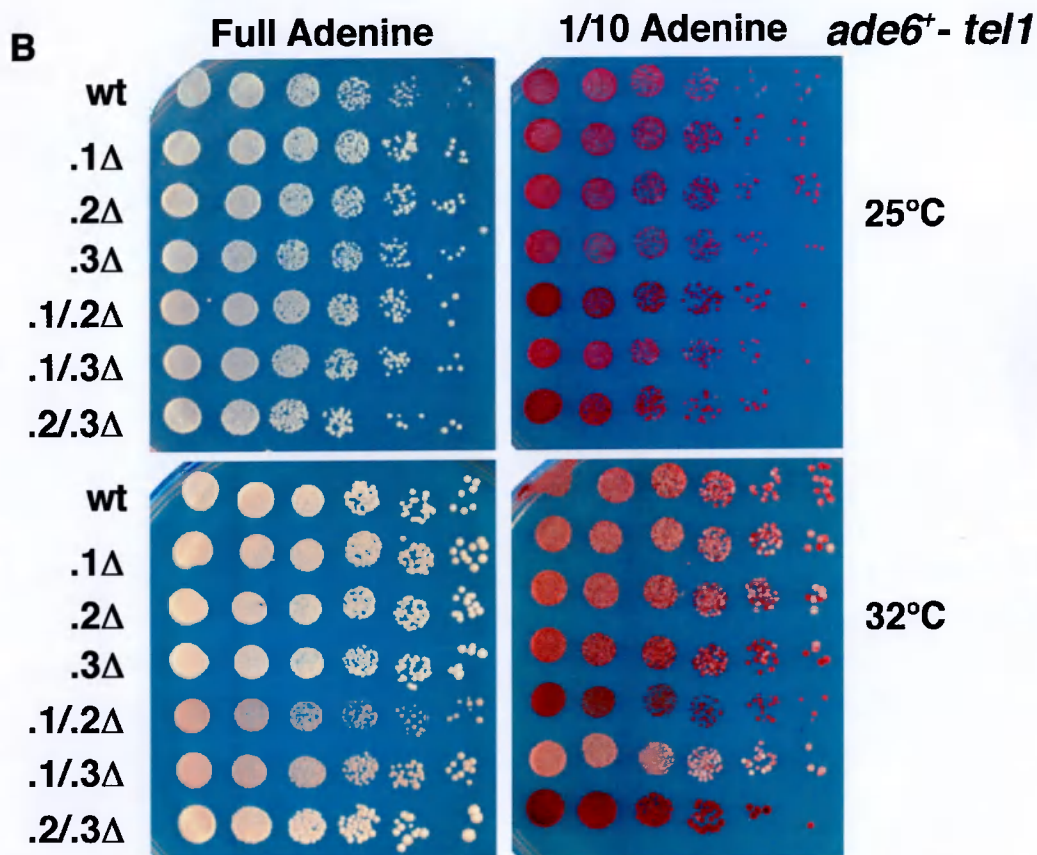 B Full Adenine 1/10 Adenine ade6⁺- tel1
wt
.1Δ
.2Δ
.3Δ
.1/.2Δ
.1/.3Δ
.2/.3Δ
25°C
wt
.1Δ
.2Δ
.3Δ
.1/.2Δ
.1/.3Δ
.2/.3Δ
32°C